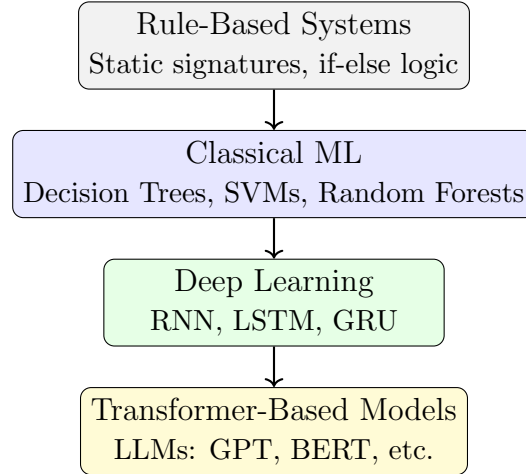 Rule-Based Systems
Static signatures, if-else logic
Classical ML
Decision Trees, SVMs, Random Forests
Deep Learning
RNN, LSTM, GRU
Transformer-Based Models
LLMs: GPT, BERT, etc.